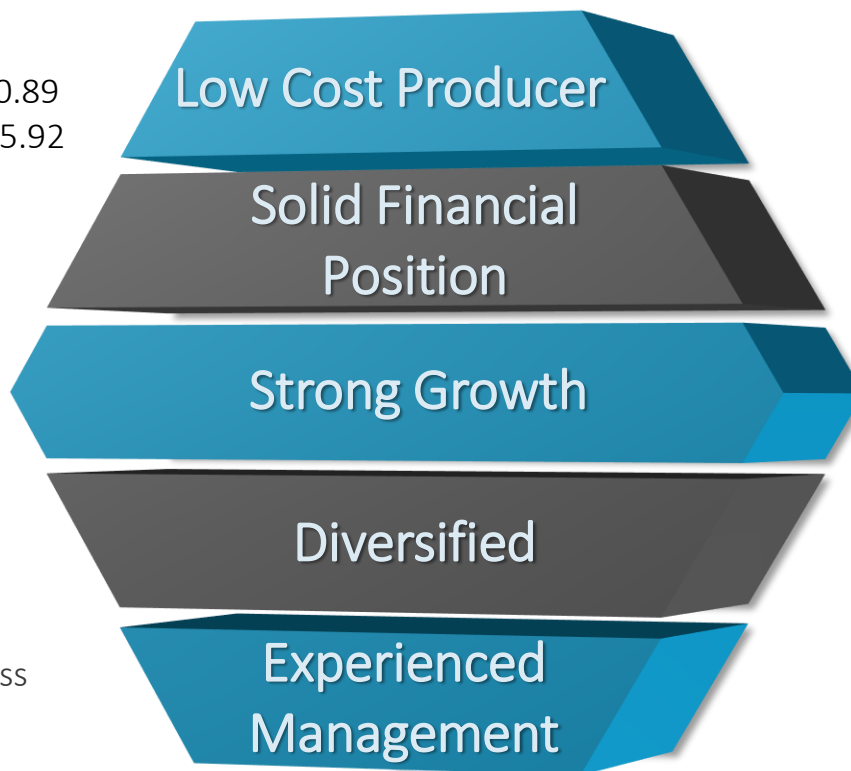 Low Cost Producer
0.89
5.92
Solid Financial
Position
Strong Growth
Diversified
Experienced
ss
Management